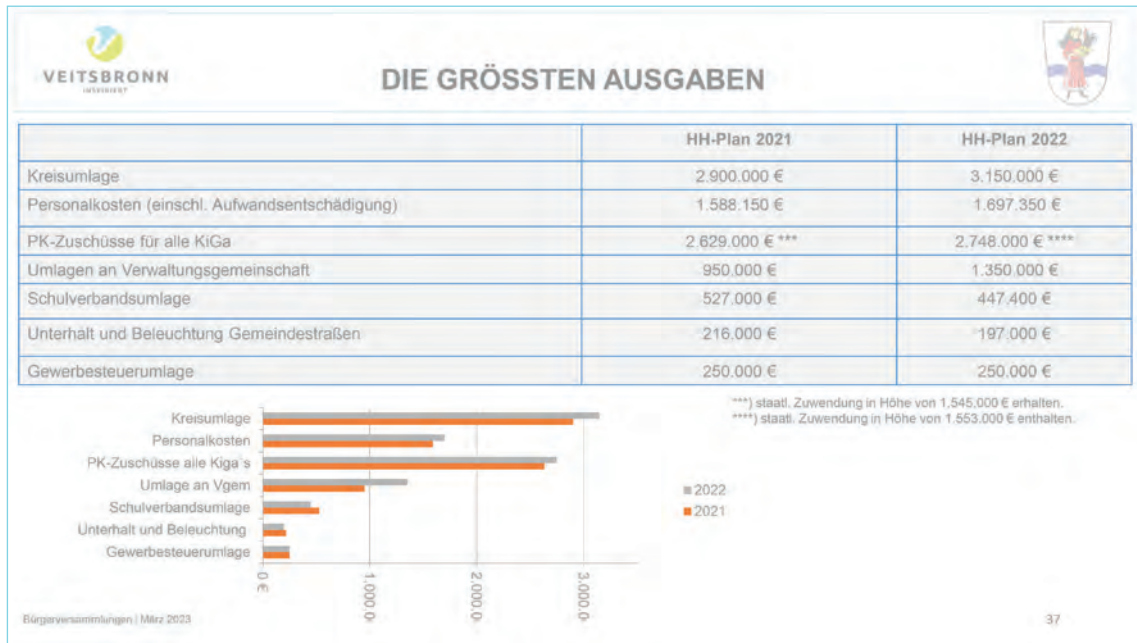 VEITSBRONN
INSPIRIERT
DIE GRÖSSTEN AUSGABEN
HH-Plan 2021 HH-Plan 2022
Kreisumlage 2.900.000 € 3.150.000 €
Personalkosten (einschl. Aufwandsentschädigung) 1.588.150 € 1.697.350 €
PK-Zuschüsse für alle KiGa 2.629.000 € *** 2.748.000 € ****
Umlagen an Verwaltungsgemeinschaft 950.000 € 1.350.000 €
Schulverbandsumlage 527.000 € 447.400 €
Unterhalt und Beleuchtung Gemeindestraßen 216.000 € 197.000 €
Gewerbesteuerumlage 250.000 € 250.000 €
***) staatl. Zuwendung in Höhe von 1.545.000 € erhalten.
****) staatl. Zuwendung in Höhe von 1.553.000 € enthalten.
Kreisumlage
Personalkosten
PK-Zuschüsse alle Kiga´s
Umlage an Vgem
Schulverbandsumlage
Unterhalt und Beleuchtung
Gewerbesteuerumlage
2022
2021
0 € 1.000.0 2.000.0 3.000.0
Bürgerversammlungen | März 2023 37